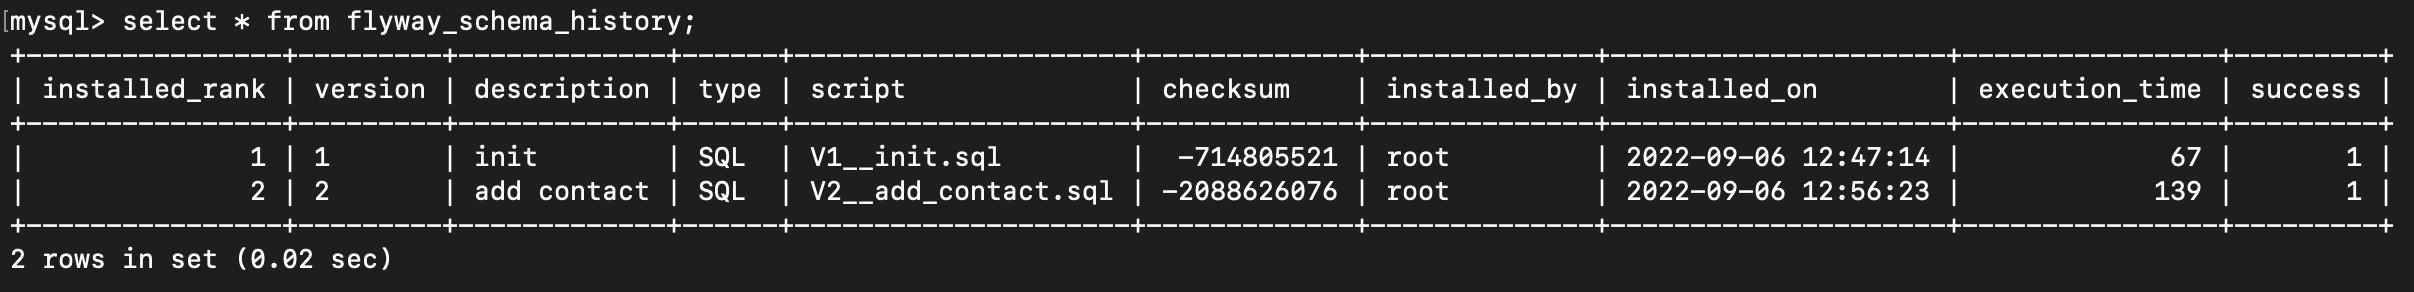 mysql> select * from flyway_schema_history;
+----------------+---------+-------------+------+---------------------+-------------+--------------+---------------------+----------------+---------+
| installed_rank | version | description | type | script              | checksum    | installed_by | installed_on        | execution_time | success |
+----------------+---------+-------------+------+---------------------+-------------+--------------+---------------------+----------------+---------+
|              1 | 1       | init        | SQL  | V1__init.sql        |  -714805521 | root         | 2022-09-06 12:47:14 |             67 |       1 |
|              2 | 2       | add contact | SQL  | V2__add_contact.sql | -2088626076 | root         | 2022-09-06 12:56:23 |            139 |       1 |
+----------------+---------+-------------+------+---------------------+-------------+--------------+---------------------+----------------+---------+
2 rows in set (0.02 sec)